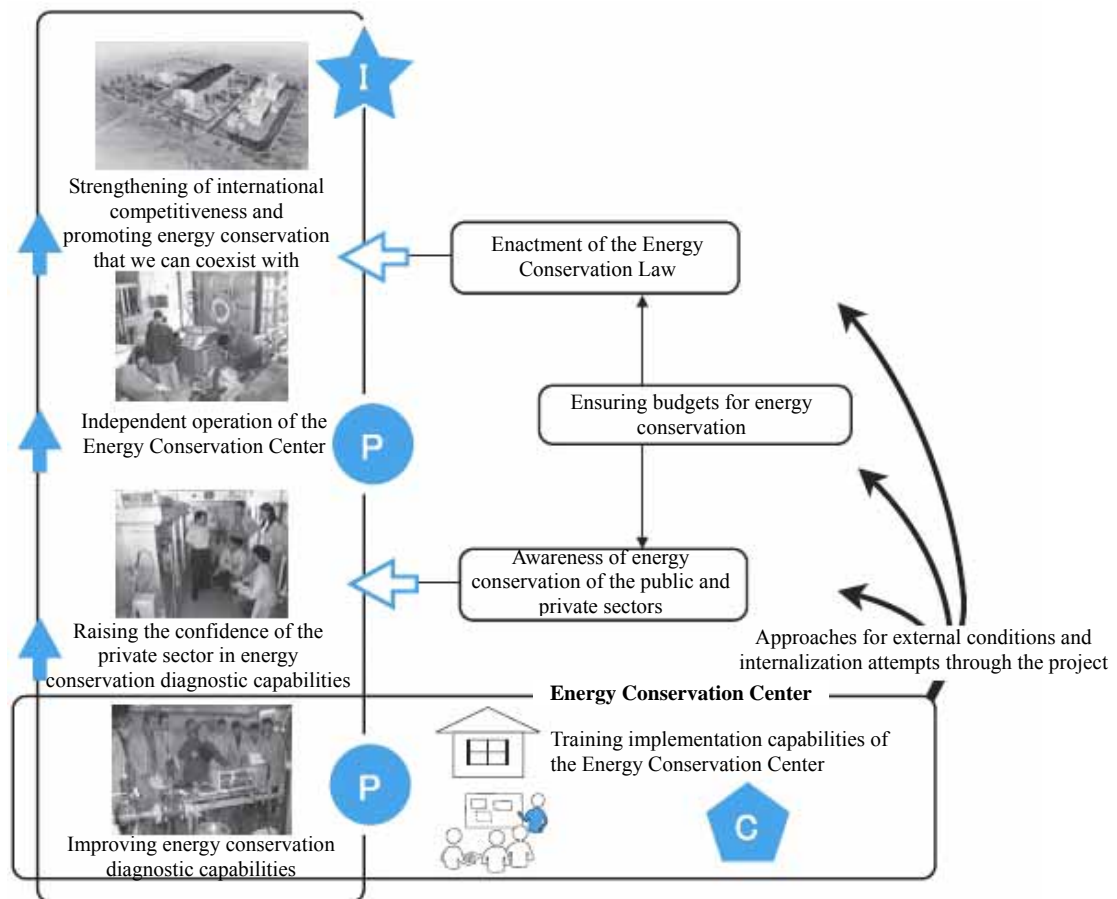 I
Strengthening of international
competitiveness and
promoting energy conservation
that we can coexist with
Enactment of the Energy
Conservation Law
Independent operation of the
Energy Conservation Center
P
Ensuring budgets for energy
conservation
Awareness of energy
conservation of the public and
private sectors
Raising the confidence of the
private sector in energy
conservation diagnostic capabilities
Approaches for external conditions and
internalization attempts through the project
Energy Conservation Center
Training implementation capabilities of
the Energy Conservation Center
P
C
Improving energy conservation
diagnostic capabilities